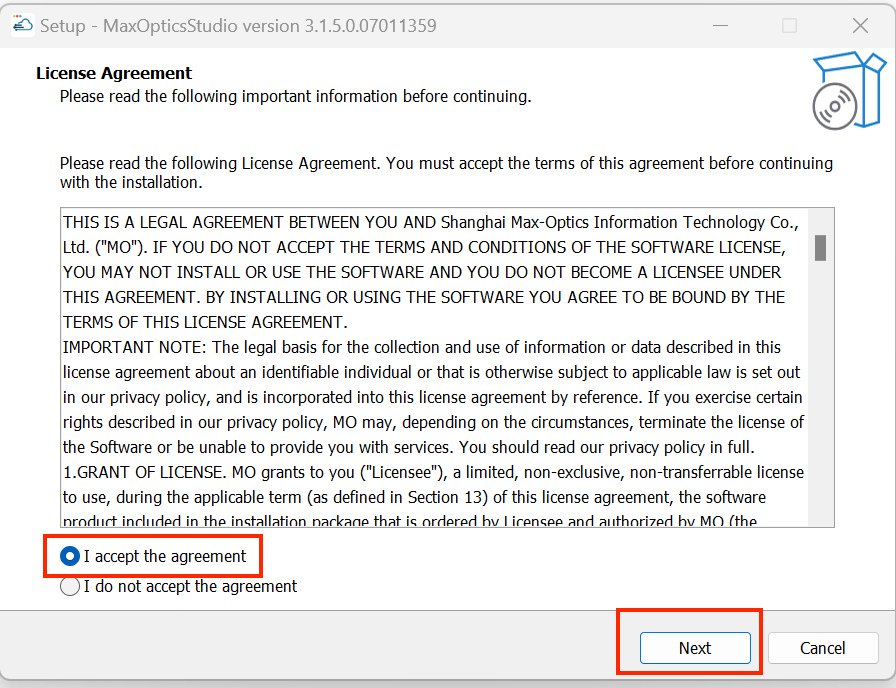 Setup - MaxOpticsStudio version 3.1.5.0.07011359
License Agreement
Please read the following important information before continuing.
Please read the following License Agreement. You must accept the terms of this agreement before continuing
with the installation.
THIS IS A LEGAL AGREEMENT BETWEEN YOU AND Shanghai Max-Optics Information Technology Co.,
Ltd. ("MO"). IF YOU DO NOT ACCEPT THE TERMS AND CONDITIONS OF THE SOFTWARE LICENSE,
YOU MAY NOT INSTALL OR USE THE SOFTWARE AND YOU DO NOT BECOME A LICENSEE UNDER
THIS AGREEMENT. BY INSTALLING OR USING THE SOFTWARE YOU AGREE TO BE BOUND BY THE
TERMS OF THIS LICENSE AGREEMENT.
IMPORTANT NOTE: The legal basis for the collection and use of information or data described in this
license agreement about an identifiable individual or that is otherwise subject to applicable law is set out
in our privacy policy, and is incorporated into this license agreement by reference. If you exercise certain
rights described in our privacy policy, MO may, depending on the circumstances, terminate the license of
the Software or be unable to provide you with services. You should read our privacy policy in full.
1.GRANT OF LICENSE. MO grants to you ("Licensee"), a limited, non-exclusive, non-transferrable license
to use, during the applicable term (as defined in Section 13) of this license agreement, the software
product included in the installation package that is ordered by Licensee and authorized by MO (the
I accept the agreement
I do not accept the agreement
Next
Cancel